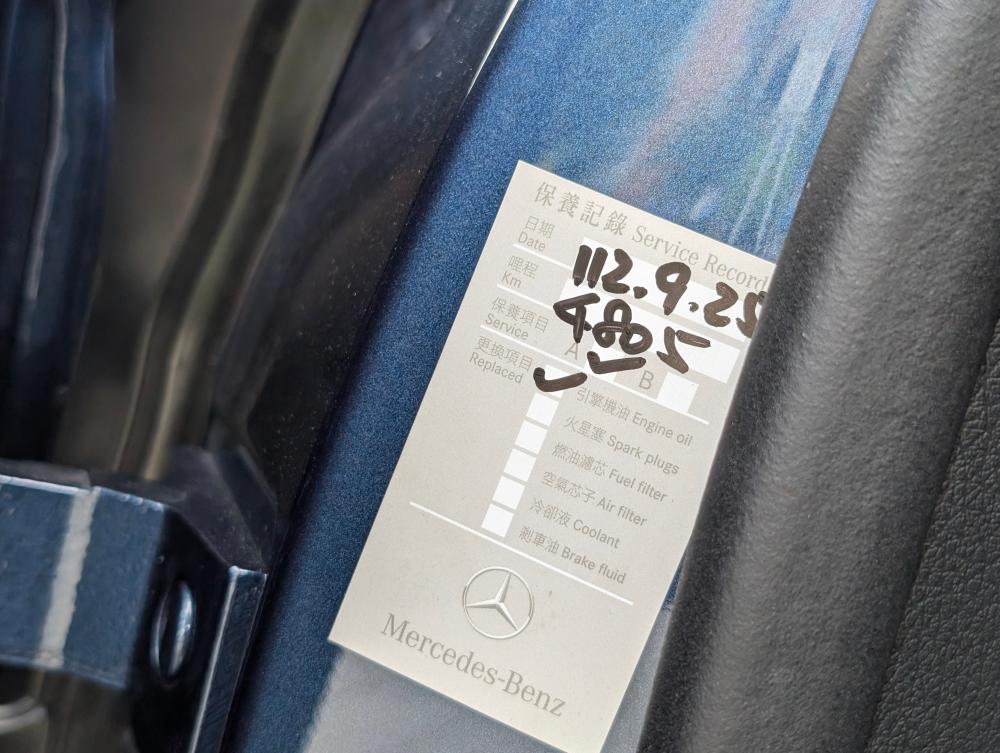 保養記錄 Service Record
日期 Date 112.9.25
哩程 Km
保養項目 Service A ✓ B
更換項目 Replaced
✓ 引擎機油 Engine oil
火星塞 Spark plugs
燃油濾芯 Fuel filter
空氣芯子 Air filter
冷卻液 Coolant
剎車油 Brake fluid
Mercedes-Benz